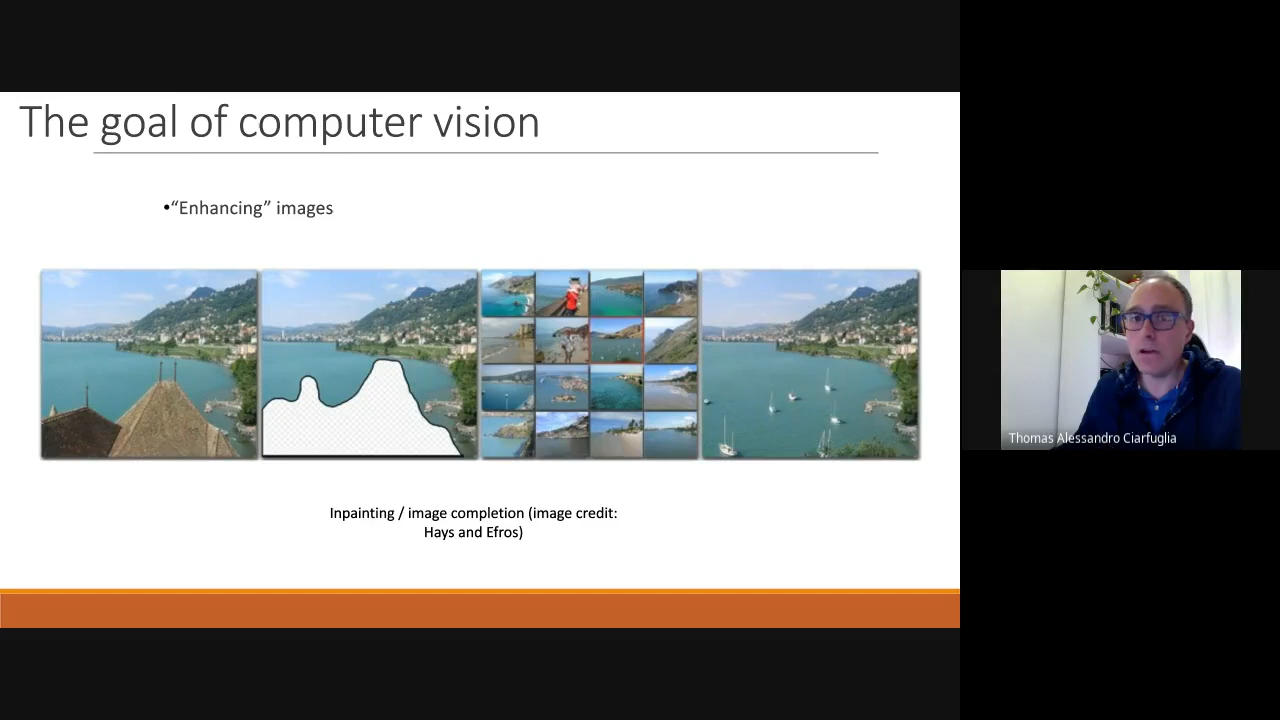 The goal of computer vision
•“Enhancing” images
Inpainting / image completion (image credit:
Hays and Efros)
Thomas Alessandro Ciarfuglia